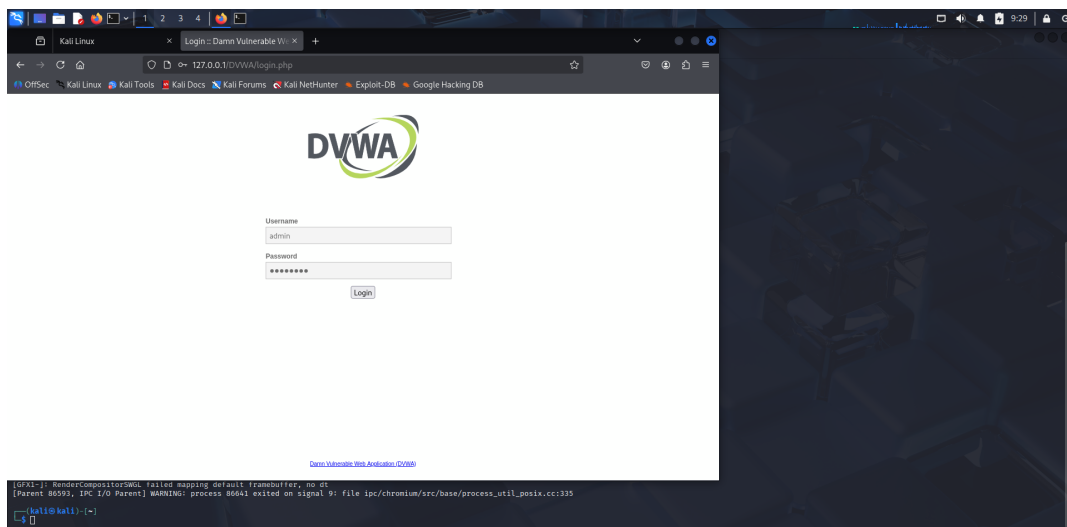 1 2 3 4
9:29
Kali Linux
Login :: Damn Vulnerable We
127.0.0.1/DVWA/login.php
OffSec Kali Linux Kali Tools Kali Docs Kali Forums Kali NetHunter Exploit-DB Google Hacking DB
DVWA
Username
admin
Password
Login
Damn Vulnerable Web Application (DVWA)
[GFX1-]: RenderCompositorSWGL failed mapping default framebuffer, no dt
[Parent 86593, IPC I/O Parent] WARNING: process 86641 exited on signal 9: file ipc/chromium/src/base/process_util_posix.cc:335
(kali㉿kali)-[~]
$